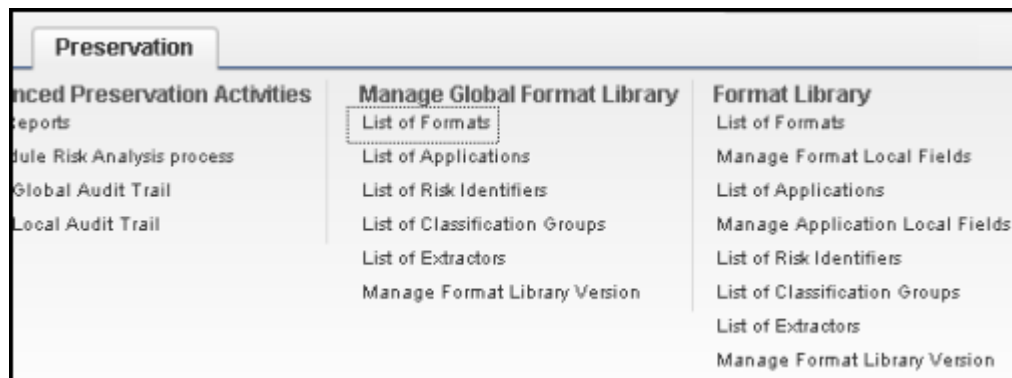 Preservation
nced Preservation Activities
Reports
dule Risk Analysis process
Global Audit Trail
Local Audit Trail
Manage Global Format Library
List of Formats
List of Applications
List of Risk Identifiers
List of Classification Groups
List of Extractors
Manage Format Library Version
Format Library
List of Formats
Manage Format Local Fields
List of Applications
Manage Application Local Fields
List of Risk Identifiers
List of Classification Groups
List of Extractors
Manage Format Library Version